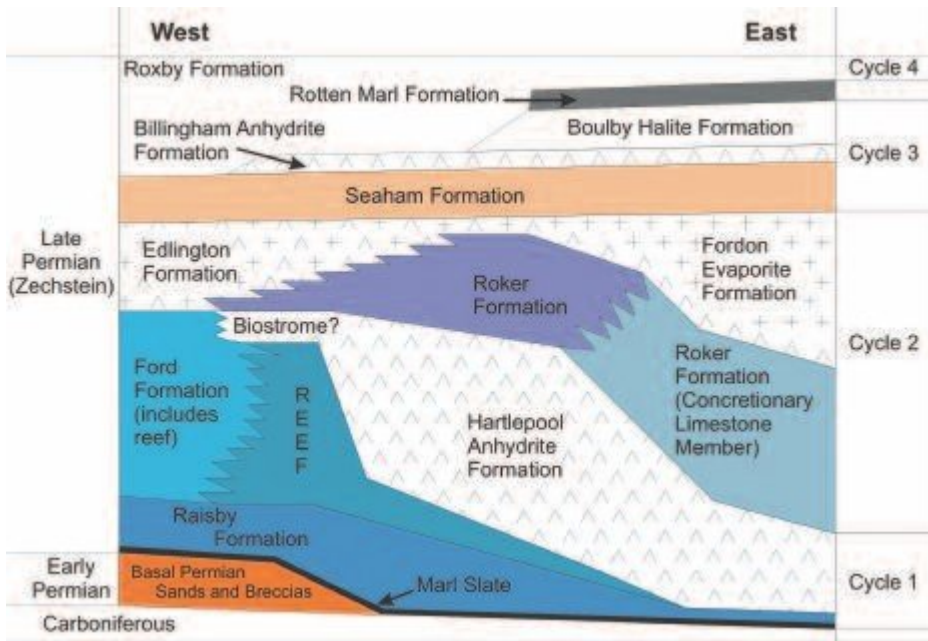 West
East
Roxby Formation
Cycle 4
Rotten Marl Formation
Billingham Anhydrite
Formation
Boulby Halite Formation
Cycle 3
Seaham Formation
Late
Permian
(Zechstein)
Edlington
Formation
Roker
Formation
Fordon
Evaporite
Formation
Biostrome?
Cycle 2
Ford
Formation
(includes
reef)
REEF
Hartlepool
Anhydrite
Formation
Roker
Formation
(Concretionary
Limestone
Member)
Raisby
Formation
Early
Permian
Basal Permian
Sands and Breccias
Marl Slate
Cycle 1
Carboniferous